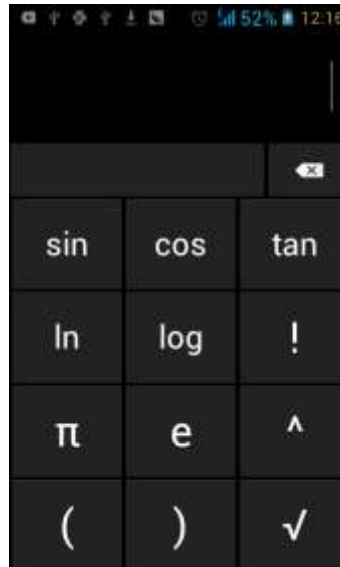 52% 12:16
sin cos tan
ln log !
π e ^
( ) √